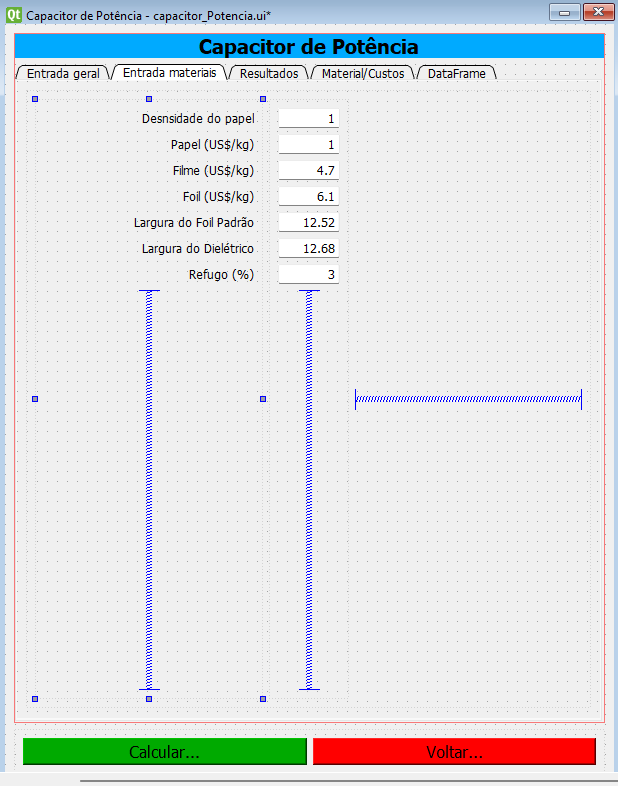 Qt Capacitor de Potência - capacitor_Potencia.ui*
Capacitor de Potência
Entrada geral Entrada materiais Resultados Material/Custos DataFrame
Desnsidade do papel 1
Papel (US$/kg) 1
Filme (US$/kg) 4.7
Foil (US$/kg) 6.1
Largura do Foil Padrão 12.52
Largura do Dielétrico 12.68
Refugo (%) 3
Calcular... Voltar...